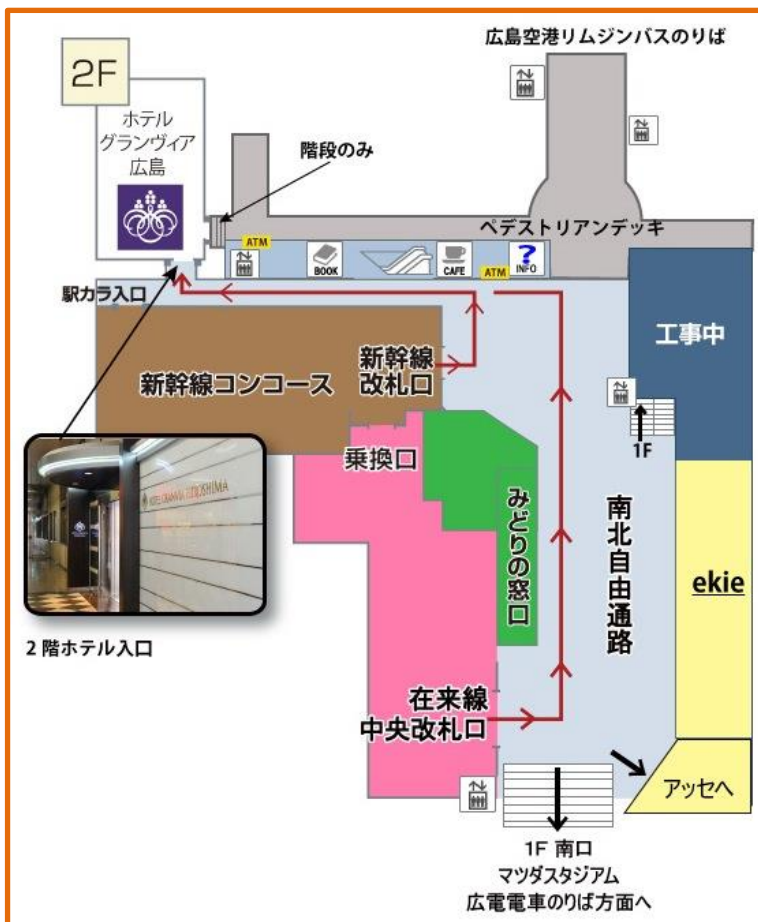 広島空港リムジンバスのりば
2F
ホテル
グランヴィア
広島
階段のみ
ペデストリアンデッキ
ATM
BOOK
CAFE
ATM
?
INFO
駅カラ入口
工事中
新幹線コンコース
新幹線
改札口
1F
乗換口
みどりの窓口
南北自由通路
HOTEL GRANVIA HIROSHIMA
ekie
2階ホテル入口
在来線
中央改札口
アッセへ
1F 南口
マツダスタジアム
広電電車のりば方面へ